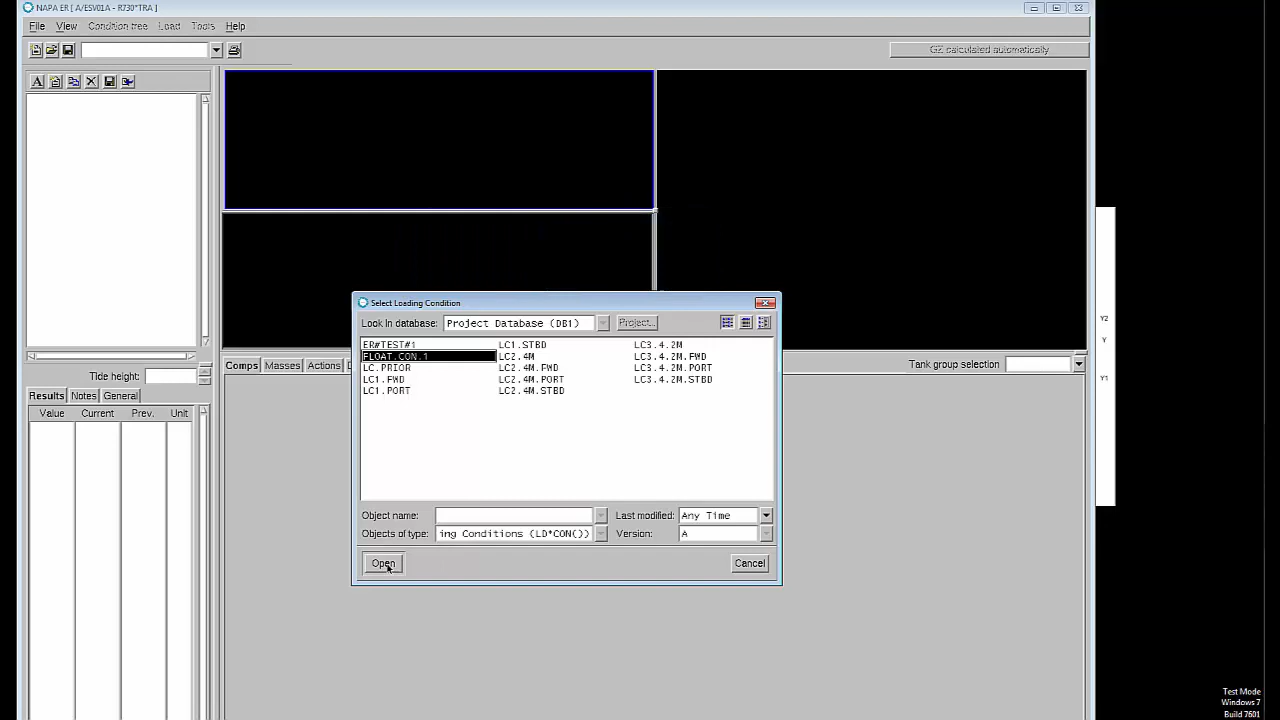 NAPA ER [ A/ESV01A - R730*TRA ]
File View Condition tree Load Tools Help
GZ calculated automatically
A
Select Loading Condition
Look In database: Project Database (DB1) Project...
ER#TEST#1 LC1.STBD LC3.4.2M
FLOAT.CON.1 LC2.4M LC3.4.2M.FWD
LC.PRIOR LC2.4M.FWD LC3.4.2M.PORT
LC1.FWD LC2.4M.PORT LC3.4.2M.STBD
LC1.PORT LC2.4M.STBD
Object name: Last modified: Any Time
Objects of type: ing Conditions (LD*CON()) Version: A
Open Cancel
Y2
Y
Y1
Comps Masses Actions Tank group selection
Tide height:
Results Notes General
Value Current Prev. Unit
Test Mode
Windows 7
Build 7601